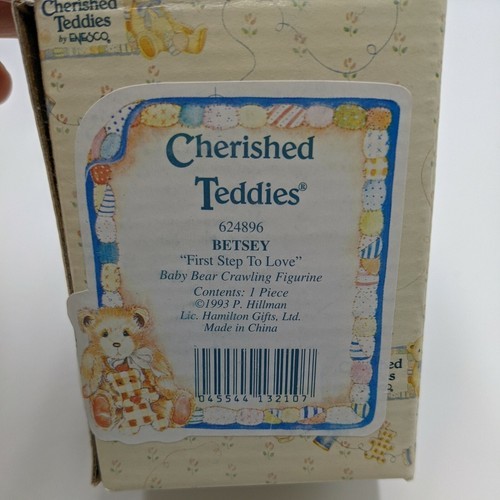 Cherished
Teddies
by ENESCO®
Cherished
Teddies®
624896
BETSEY
"First Step To Love"
Baby Bear Crawling Figurine
Contents: 1 Piece
©1993 P. Hillman
Lic. Hamilton Gifts, Ltd.
Made in China
045544 132107
ed
s